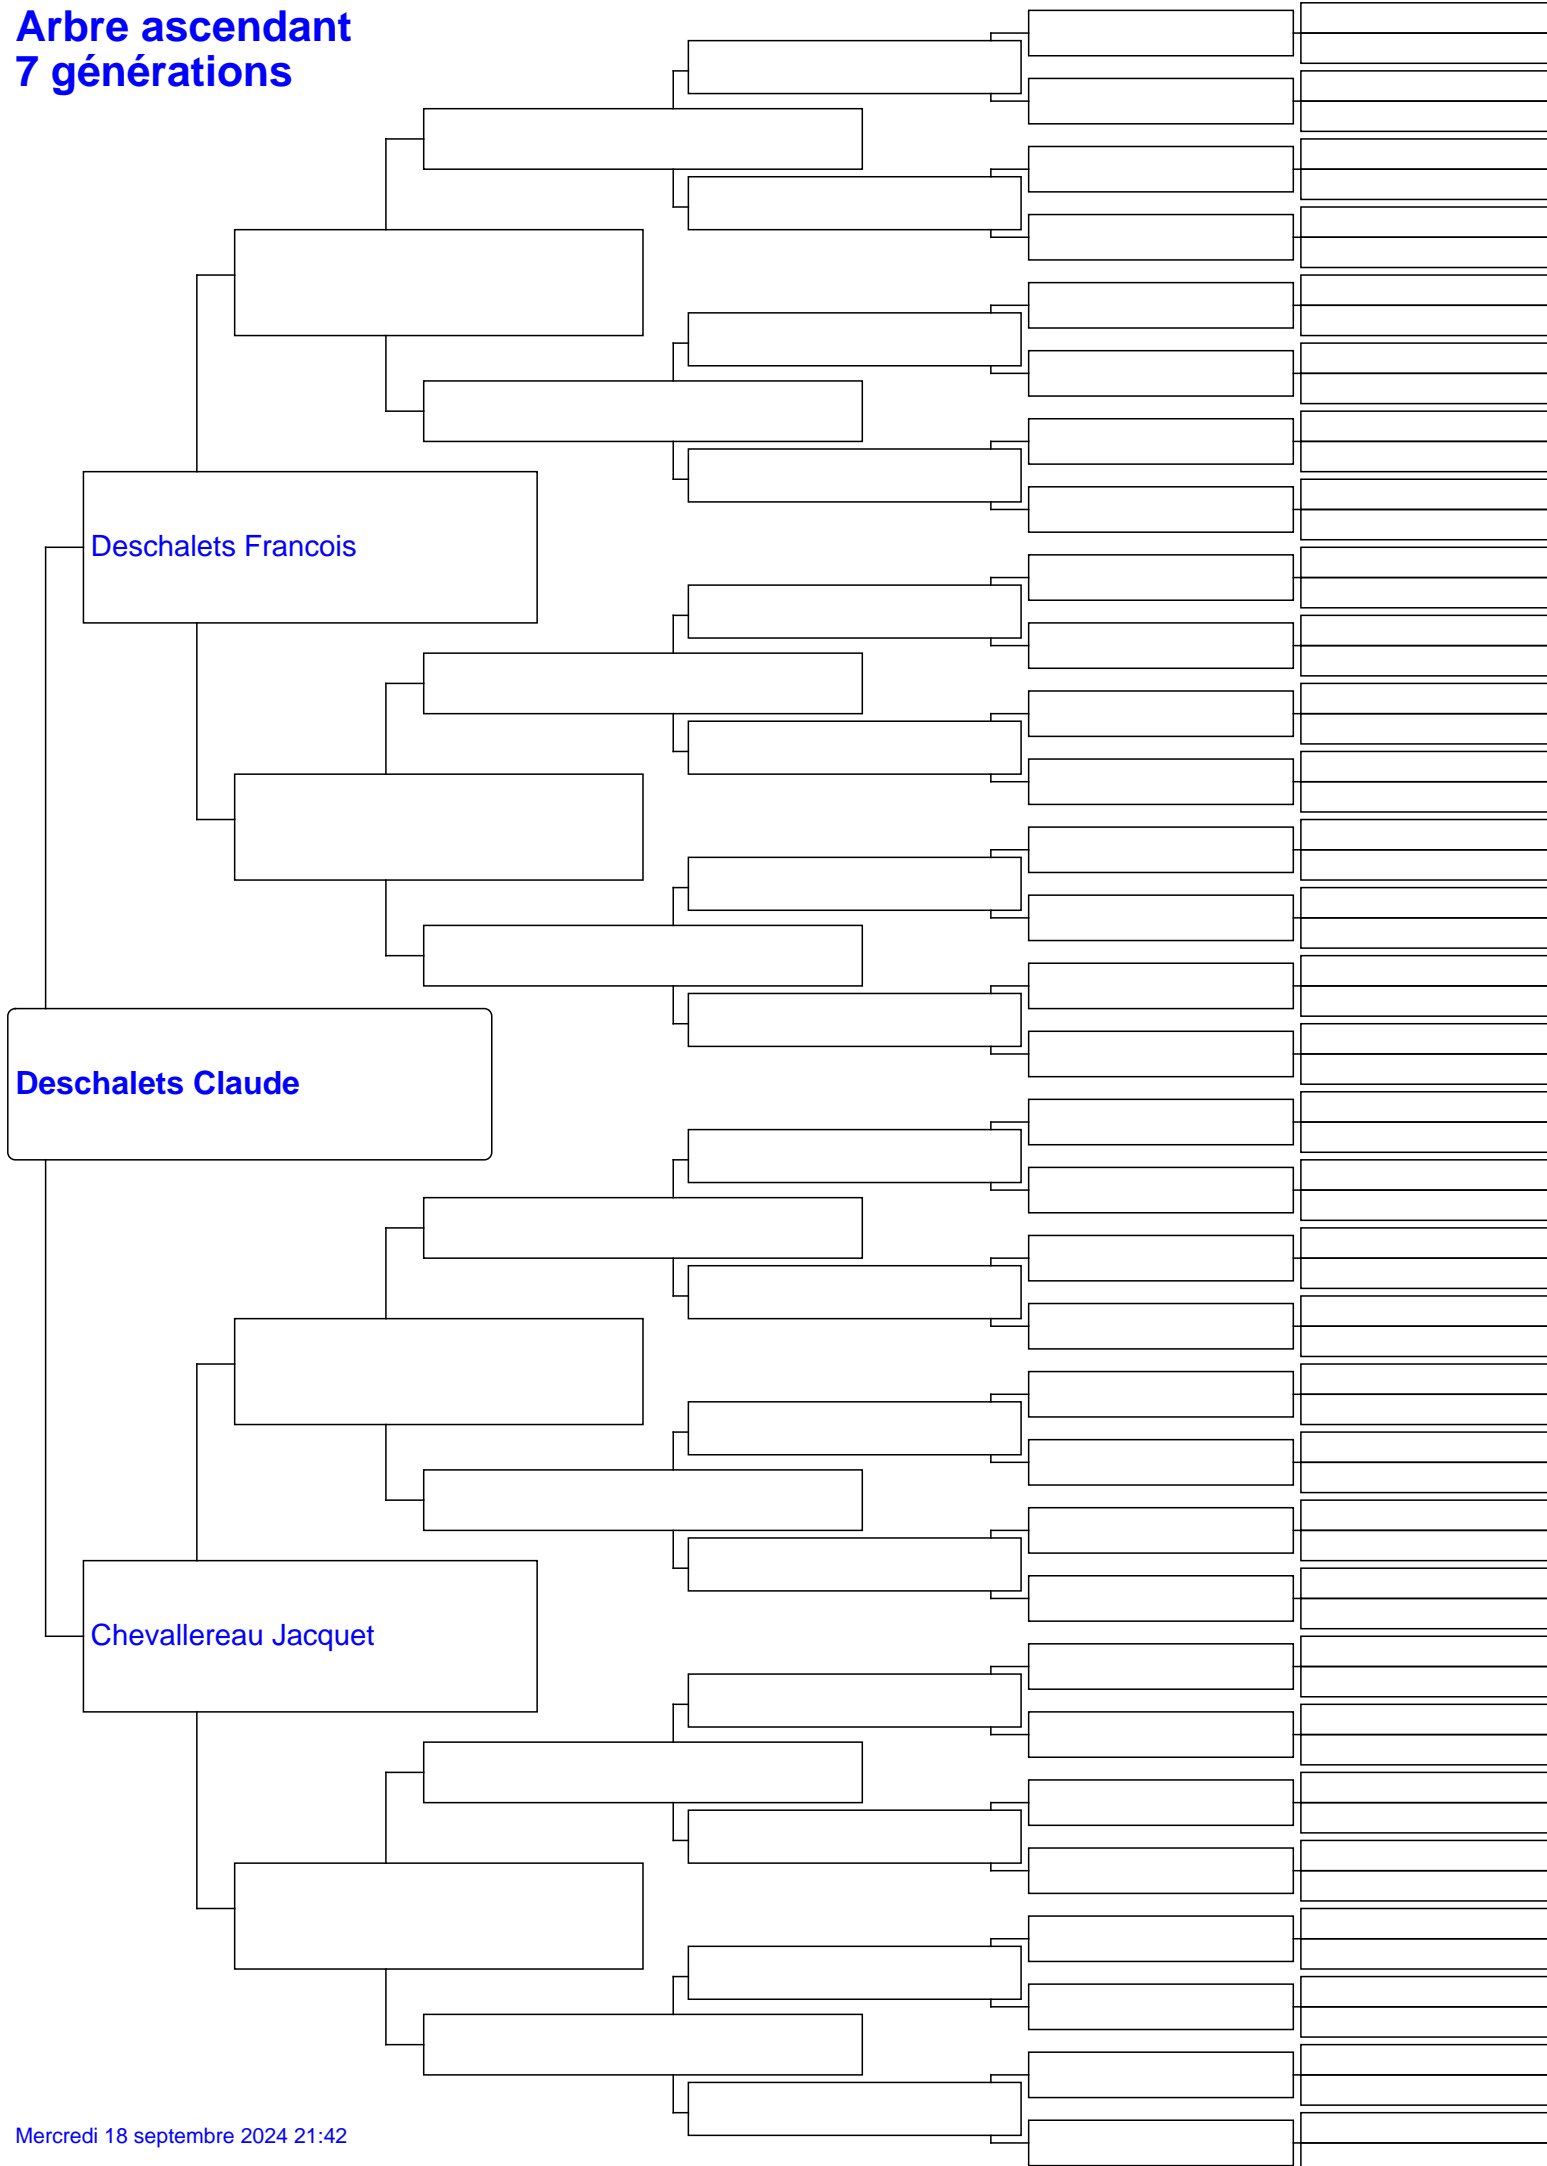 Arbre ascendant
7 générations
Deschalets Francois
Deschalets Claude
Chevallereau Jacquet
Mercredi 18 septembre 2024 21:42